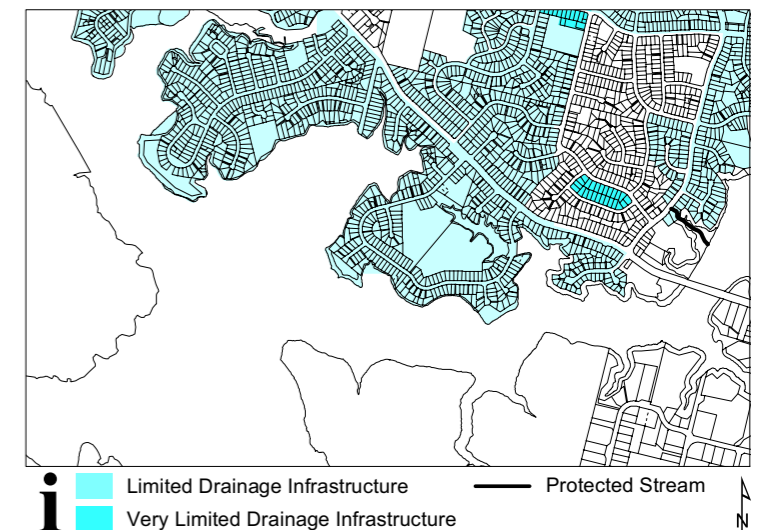 i Limited Drainage Infrastructure Protected Stream
Very Limited Drainage Infrastructure
N